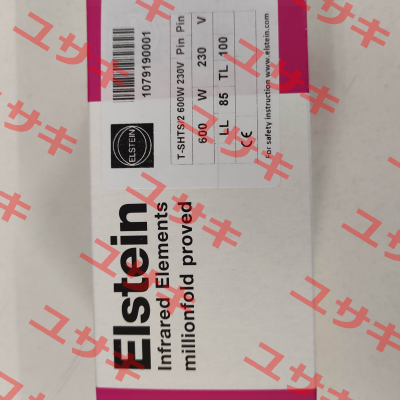 1079190001
ELSTEIN
T-SHTS/2 600W 230V Pin Pin
600 W 230 V
LL 85 TL 100
CE
For safety instruction www.elstein.com
Elstein
Infrared Elements
millionfold proved
ユサキ
ユサキ
ユサキ
ユサキ
ユサキ
ユサキ
ユサキ
ユサキ